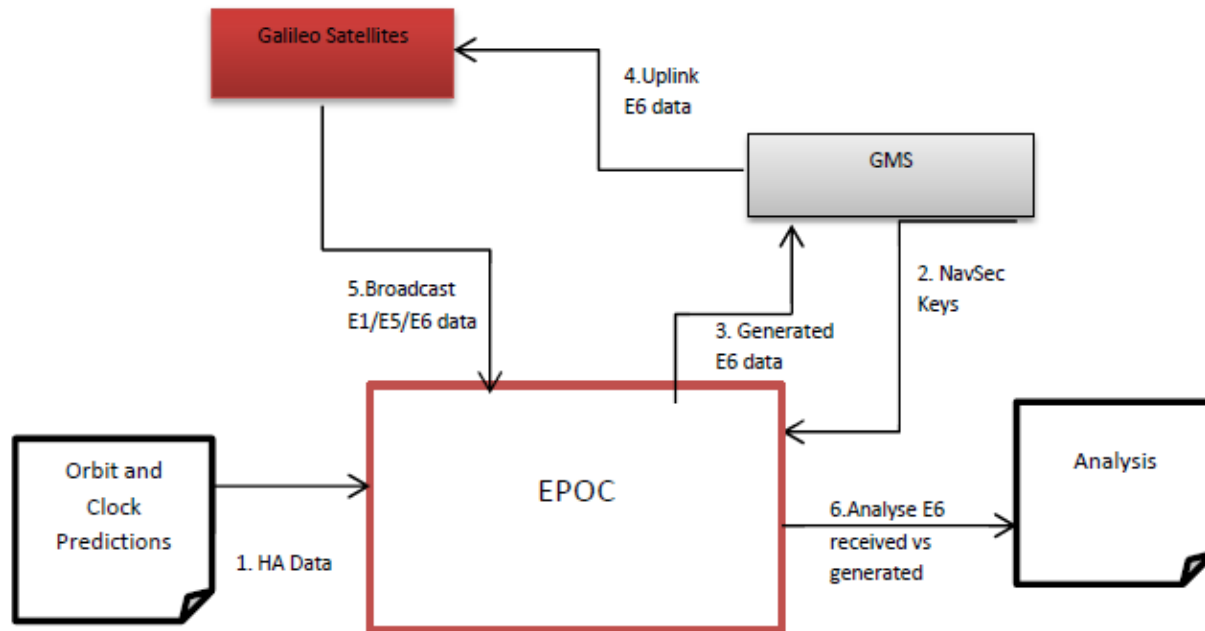 Galileo Satellites
4.Uplink
E6 data
GMS
5.Broadcast
E1/E5/E6 data
2. NavSec
Keys
3. Generated
E6 data
Orbit and
Clock
Predictions
1. HA Data
EPOC
6.Analyse E6
received vs
generated
Analysis